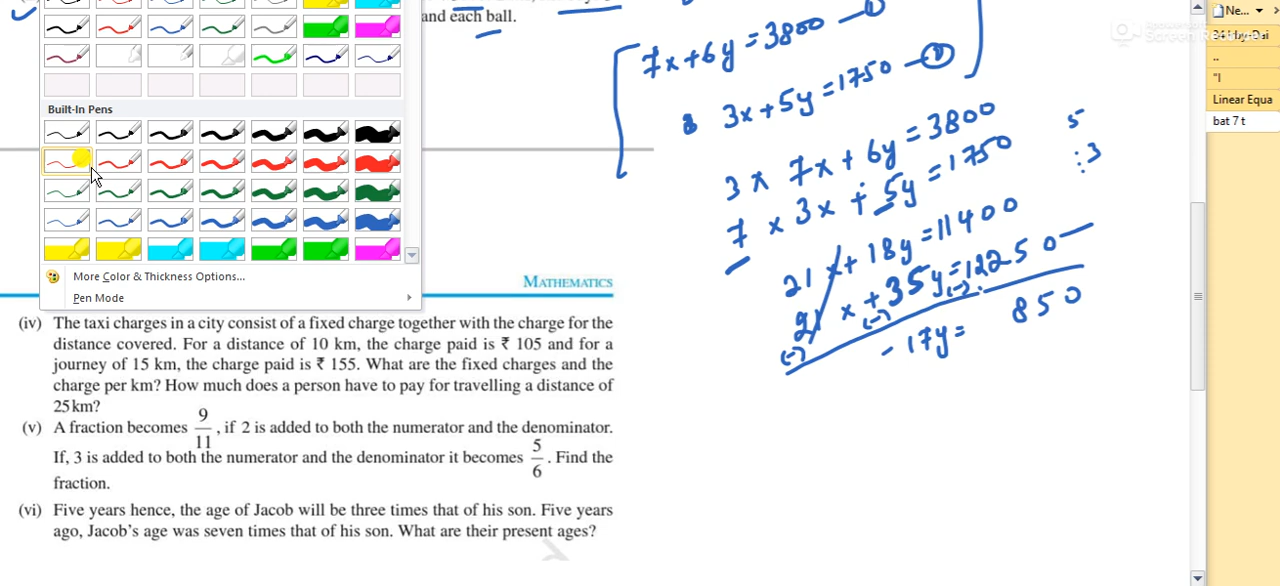 and each ball.
7x+6y=3800 —①
3x+5y=1750 —②
3 x 7x + 6y = 3800
7 x 3x + 5y = 1750
5
:3
21 x + 18y = 11400
21 x + 35y = 12250
(-) (-) (-)
- 17y = 850
Built-In Pens
More Color & Thickness Options...
Pen Mode
MATHEMATICS
(iv) The taxi charges in a city consist of a fixed charge together with the charge for the
distance covered. For a distance of 10 km, the charge paid is ₹ 105 and for a
journey of 15 km, the charge paid is ₹ 155. What are the fixed charges and the
charge per km? How much does a person have to pay for travelling a distance of
25 km?
(v) A fraction becomes 9/11, if 2 is added to both the numerator and the denominator.
If, 3 is added to both the numerator and the denominator it becomes 5/6. Find the
fraction.
(vi) Five years hence, the age of Jacob will be three times that of his son. Five years
ago, Jacob's age was seven times that of his son. What are their present ages?
Ne...
..
"I
Linear Equa
bat 7 t